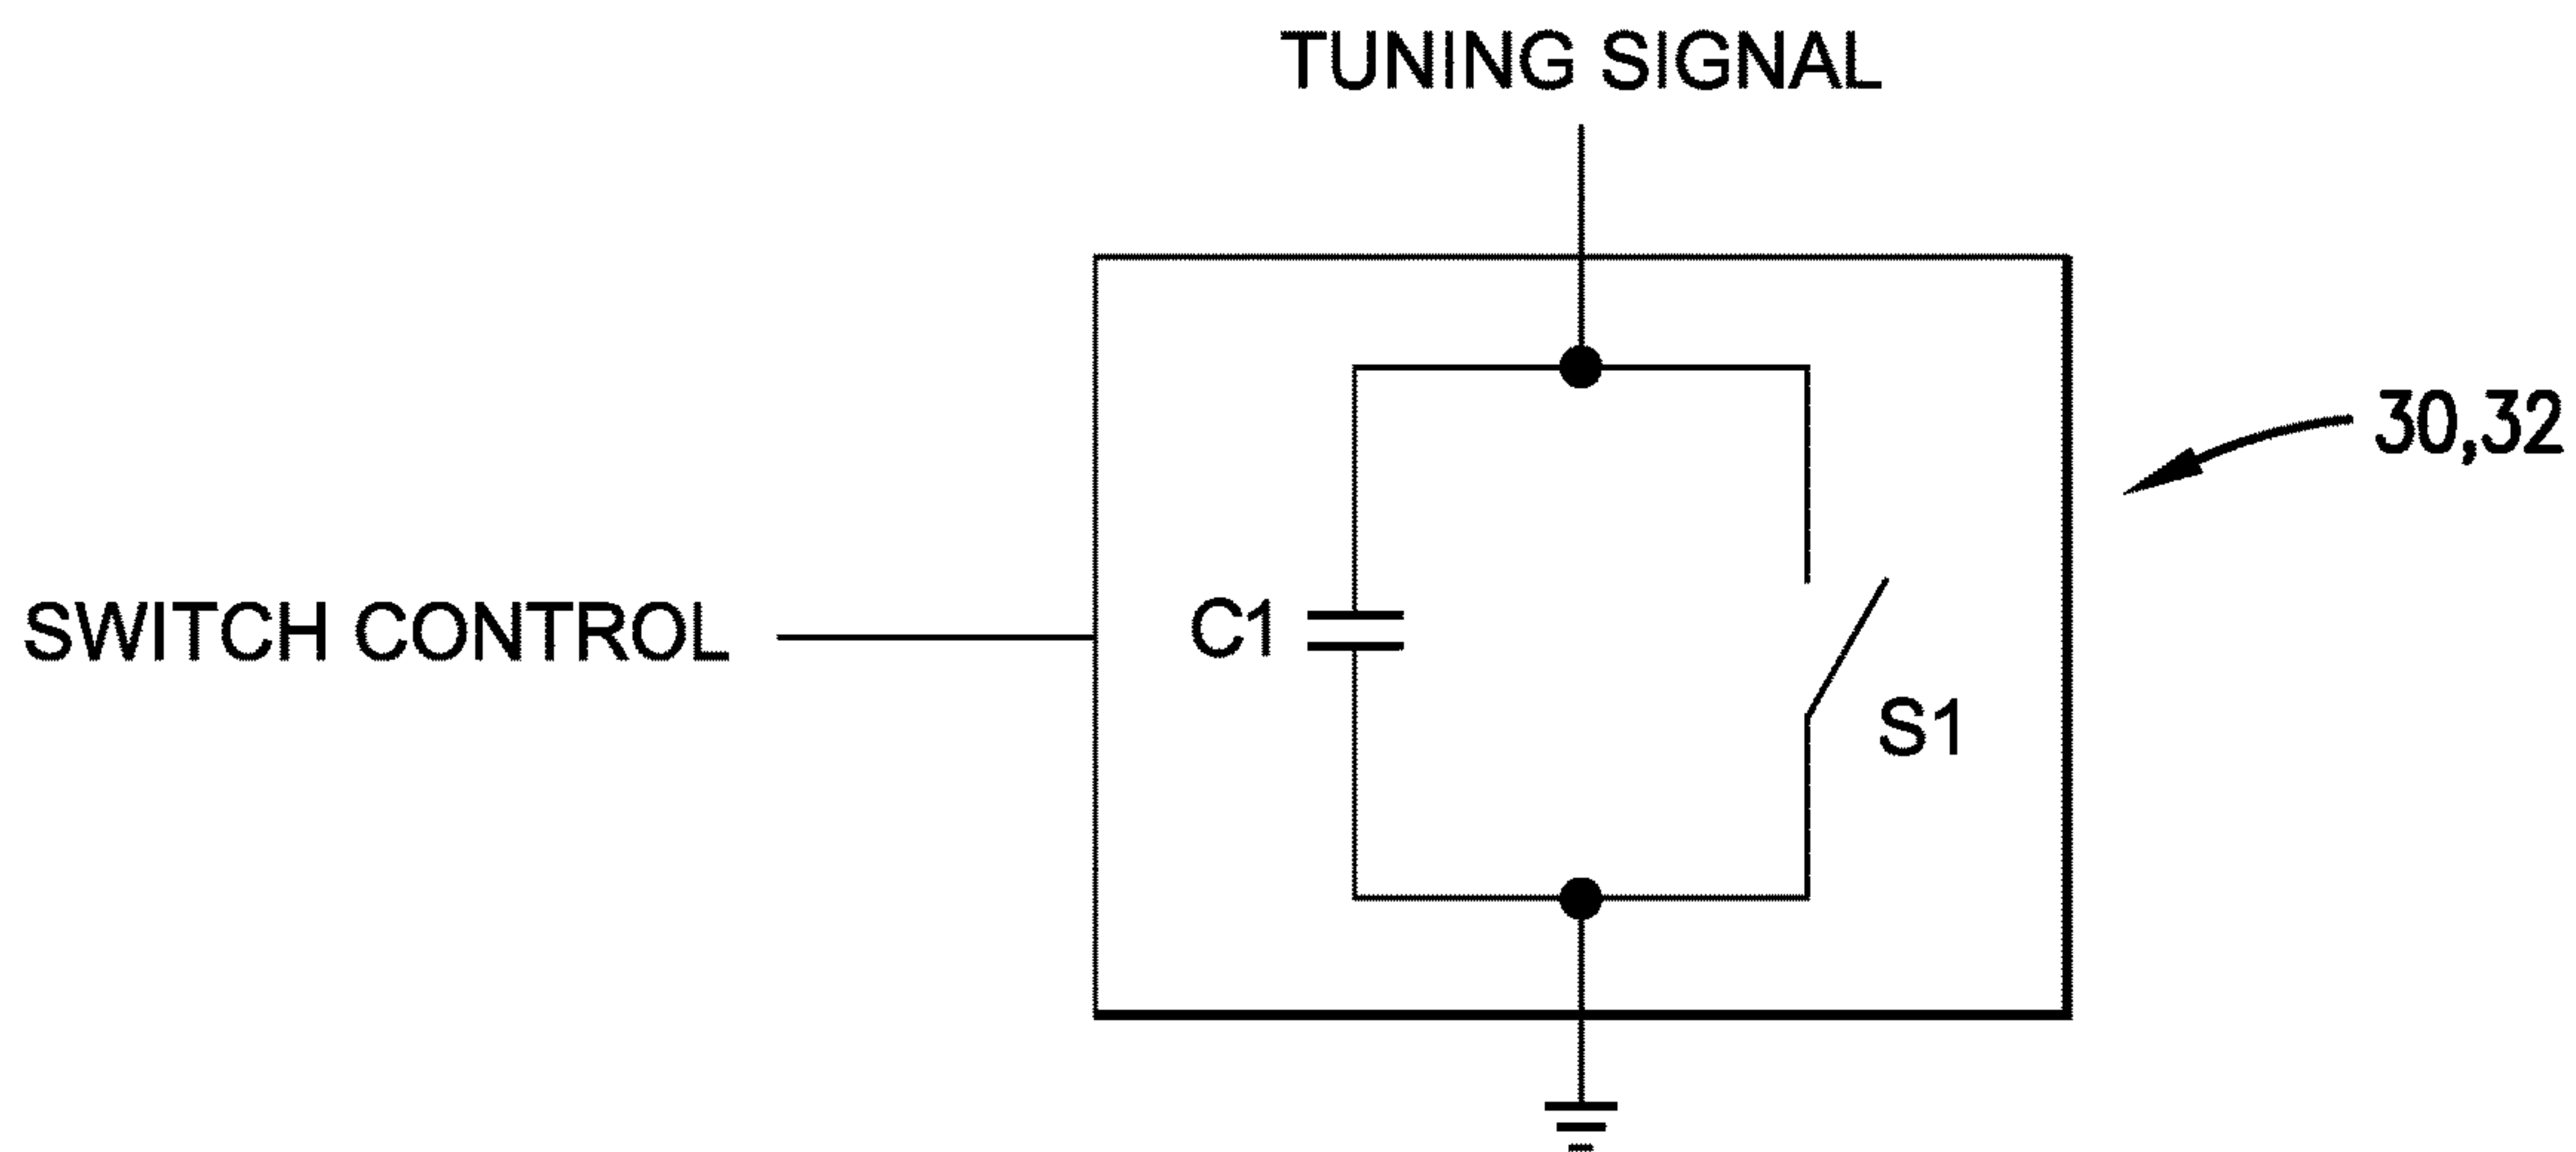 TUNING SIGNAL
30,32
SWITCH CONTROL
C1
S1